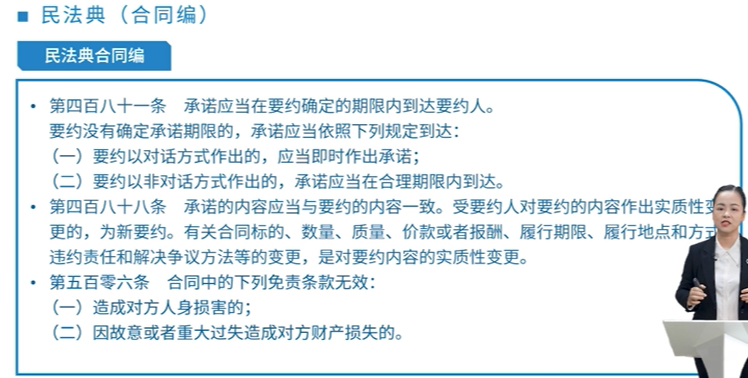 ■ 民法典（合同编）
民法典合同编
• 第四百八十一条 承诺应当在要约确定的期限内到达要约人。
要约没有确定承诺期限的，承诺应当依照下列规定到达：
（一）要约以对话方式作出的，应当即时作出承诺；
（二）要约以非对话方式作出的，承诺应当在合理期限内到达。
• 第四百八十八条 承诺的内容应当与要约的内容一致。受要约人对要约的内容作出实质性变
更的，为新要约。有关合同标的、数量、质量、价款或者报酬、履行期限、履行地点和方式
违约责任和解决争议方法等的变更，是对要约内容的实质性变更。
• 第五百零六条 合同中的下列免责条款无效：
（一）造成对方人身损害的；
（二）因故意或者重大过失造成对方财产损失的。